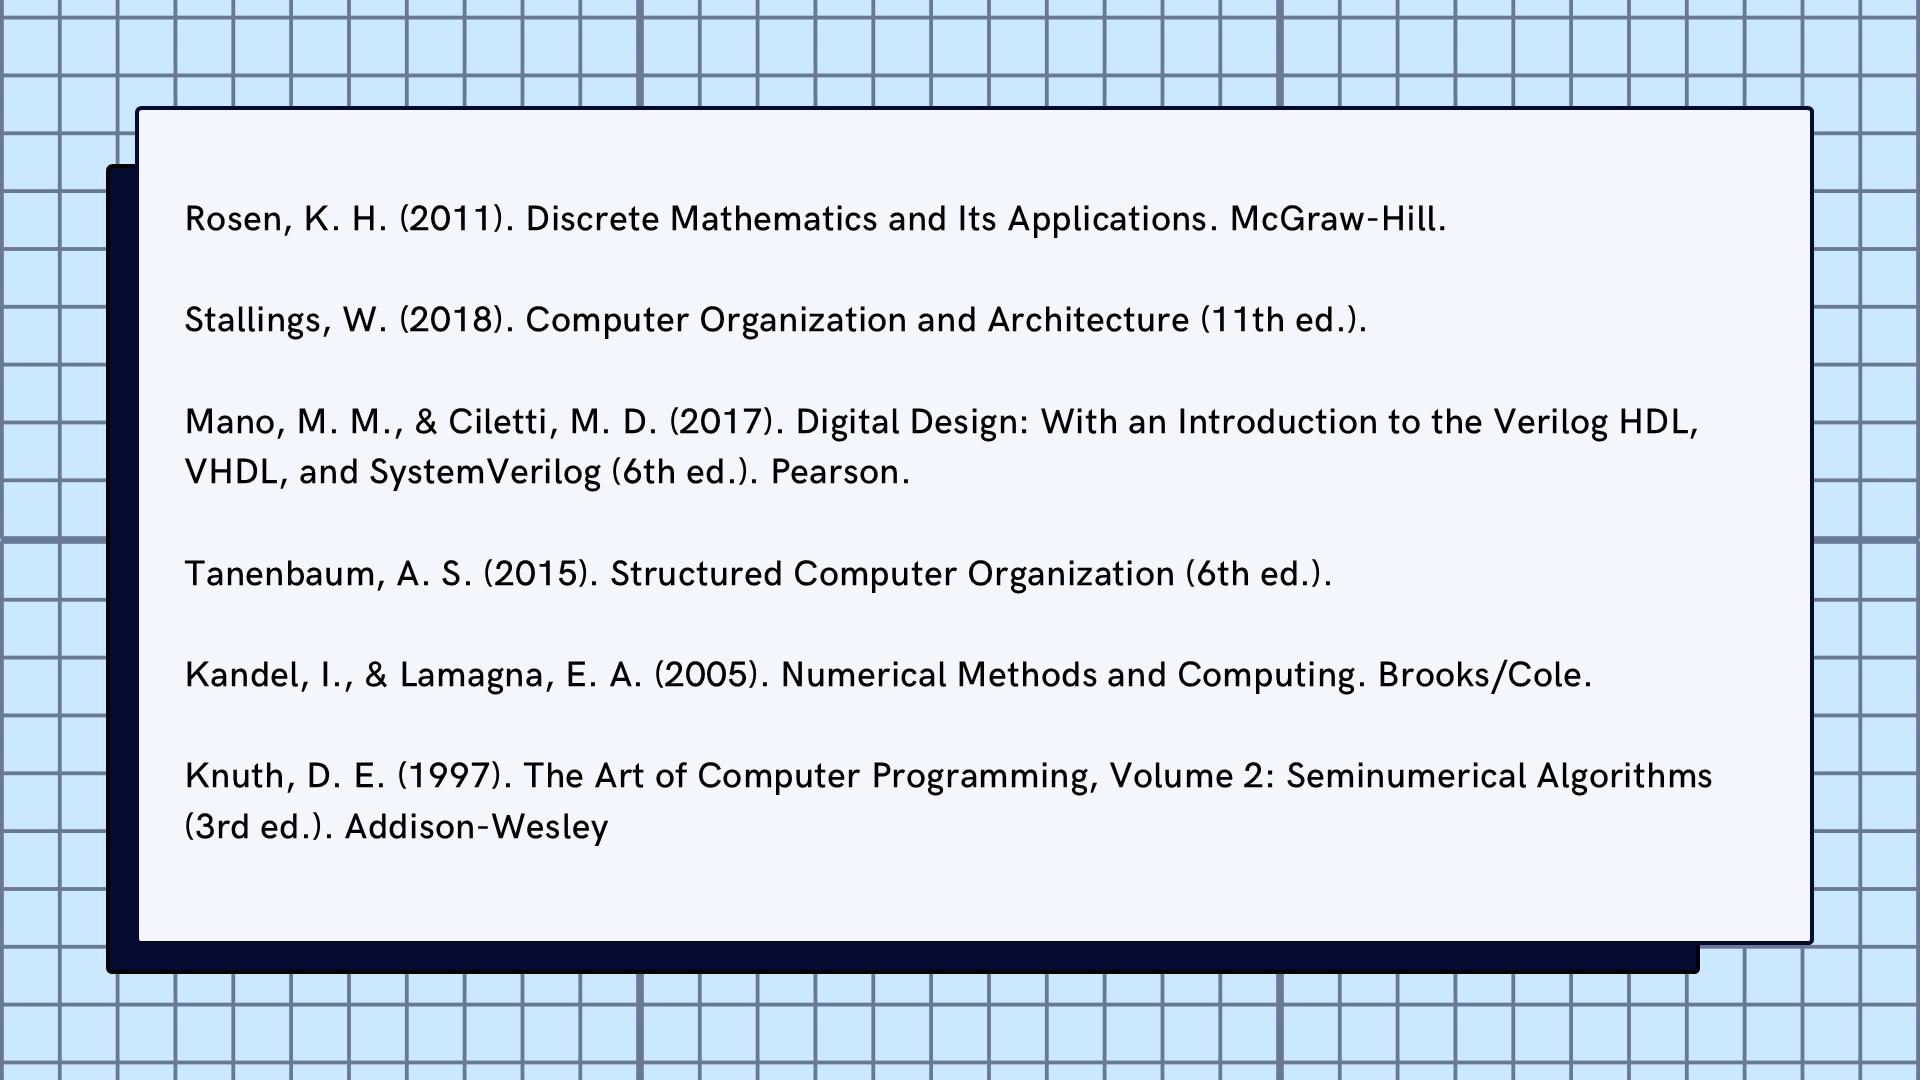 Rosen, K. H. (2011). Discrete Mathematics and Its Applications. McGraw-Hill.
Stallings, W. (2018). Computer Organization and Architecture (11th ed.).
Mano, M. M., & Ciletti, M. D. (2017). Digital Design: With an Introduction to the Verilog HDL,
VHDL, and SystemVerilog (6th ed.). Pearson.
Tanenbaum, A. S. (2015). Structured Computer Organization (6th ed.).
Kandel, I., & Lamagna, E. A. (2005). Numerical Methods and Computing. Brooks/Cole.
Knuth, D. E. (1997). The Art of Computer Programming, Volume 2: Seminumerical Algorithms
(3rd ed.). Addison-Wesley